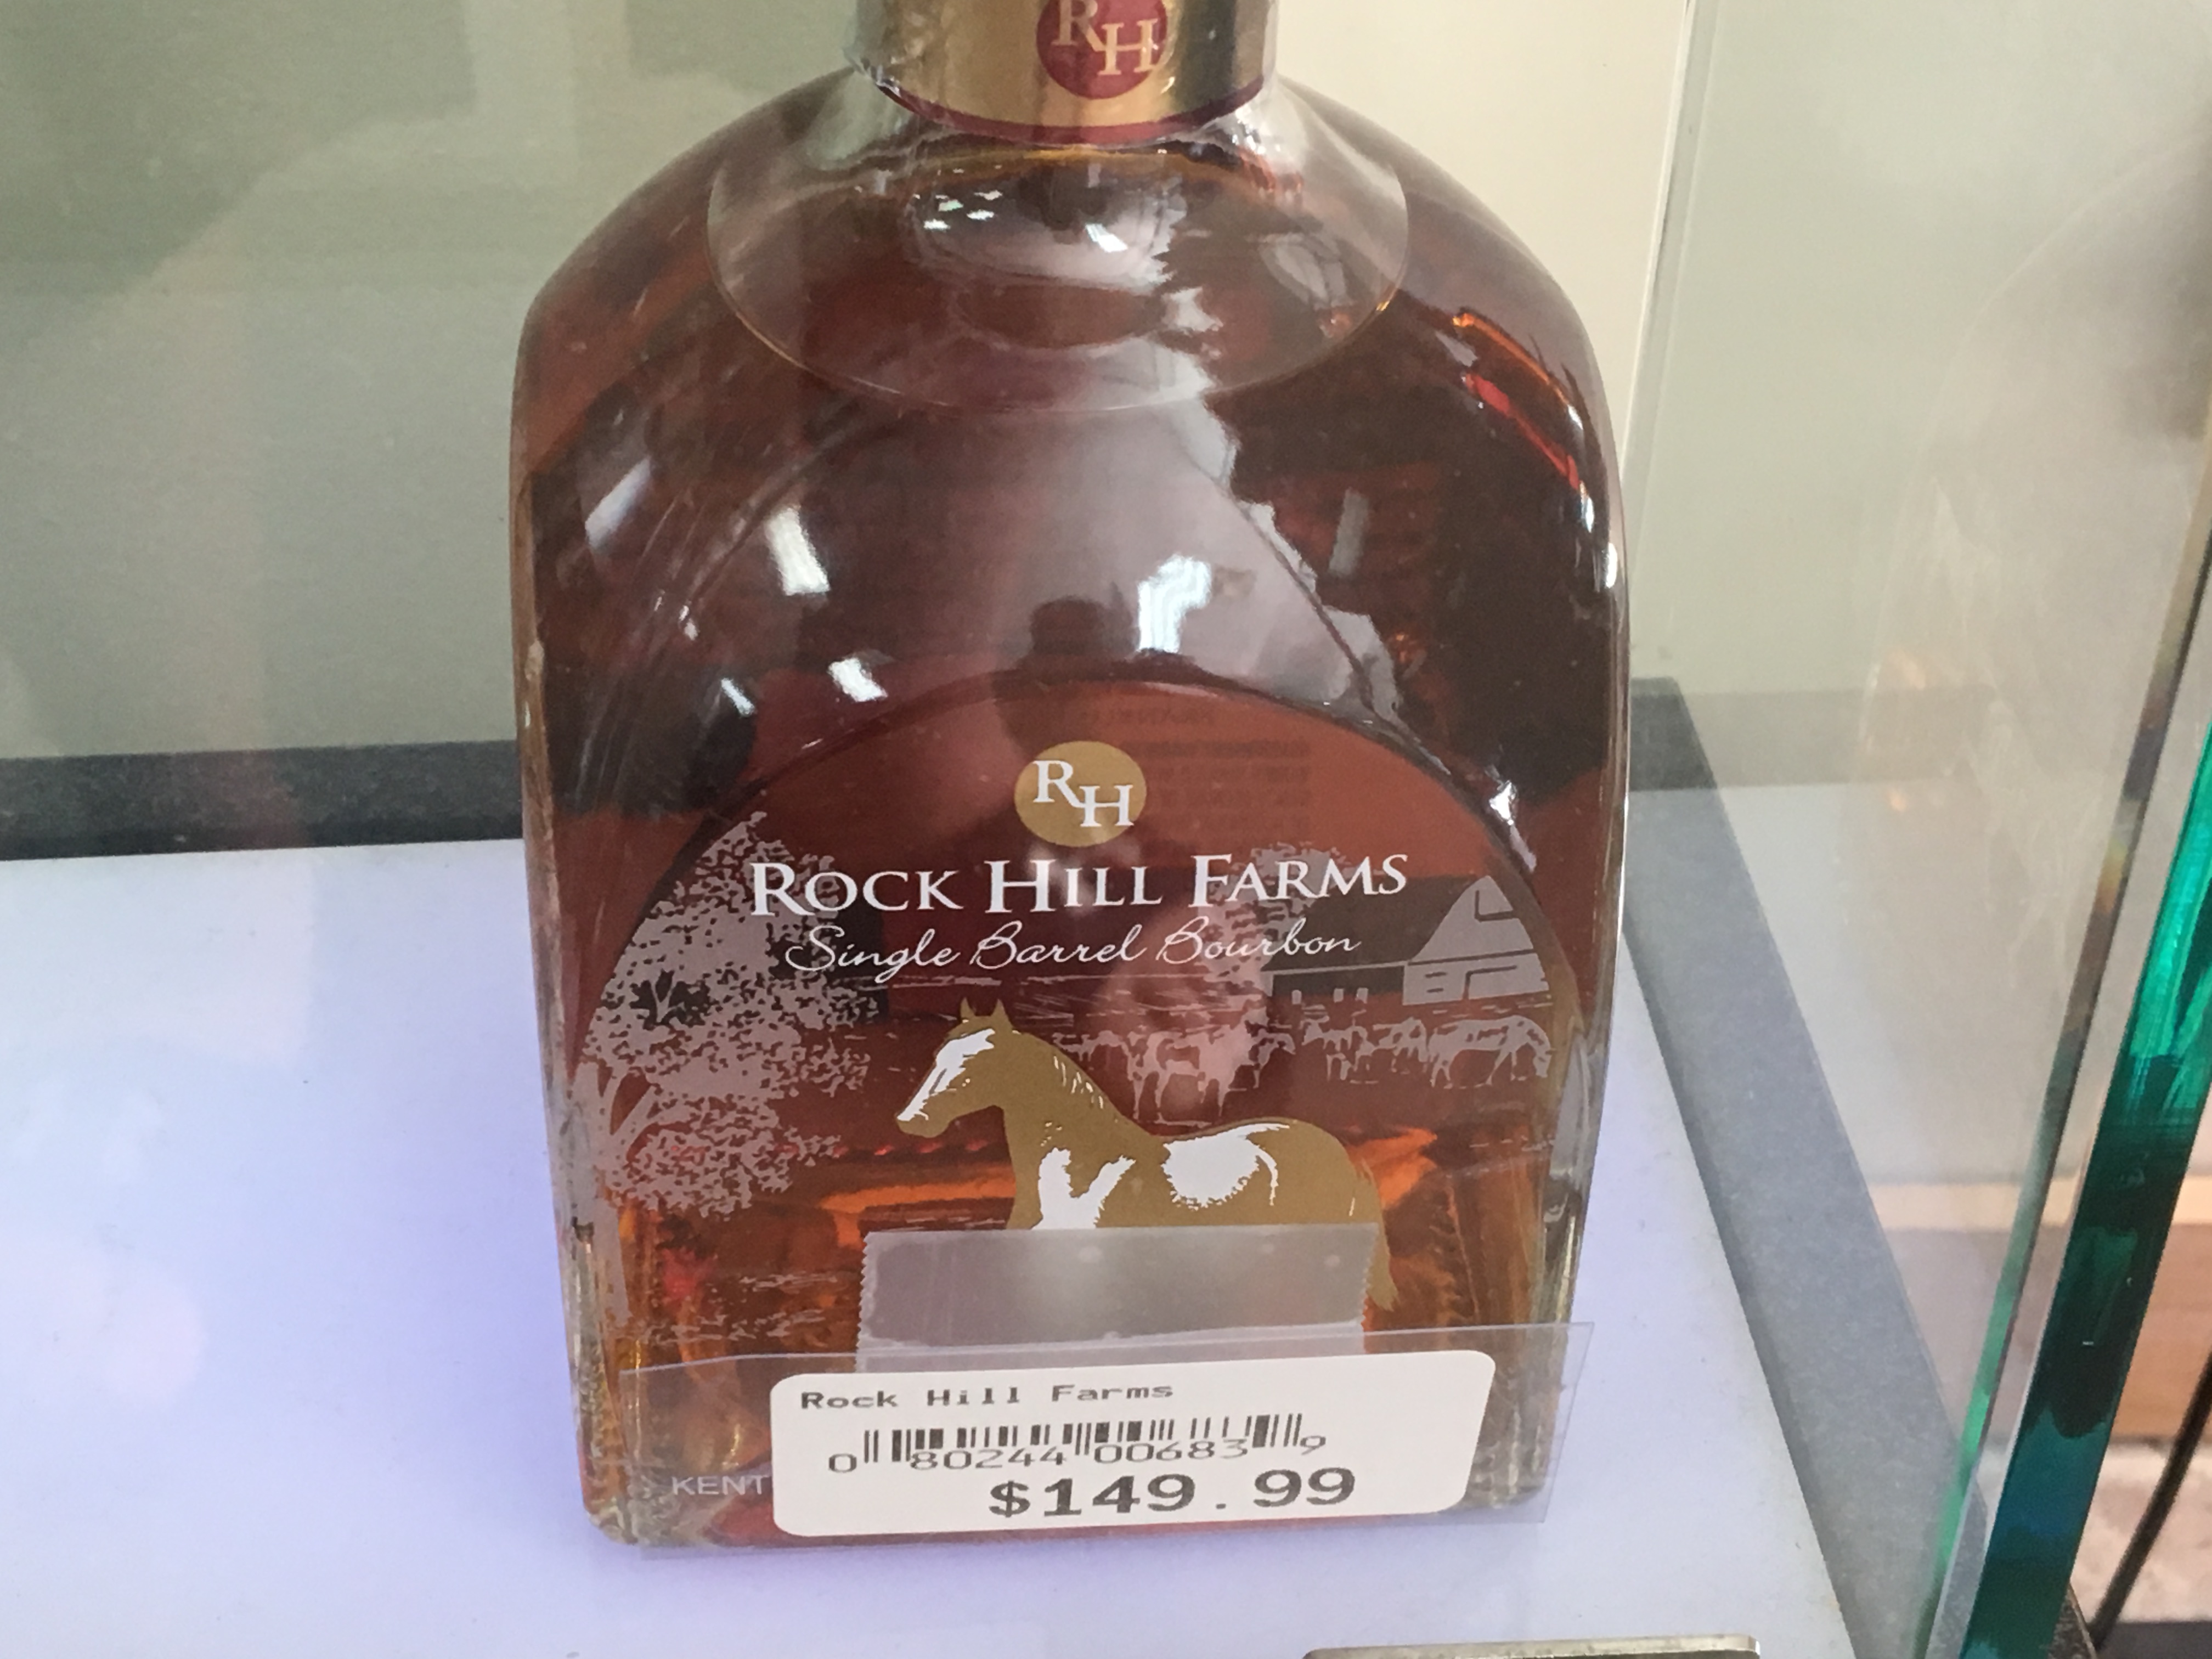 RH
RH
ROCK HILL FARMS
Single Barrel Bourbon
Rock Hill Farms
0 80244 00683 9
$149.99
KENT